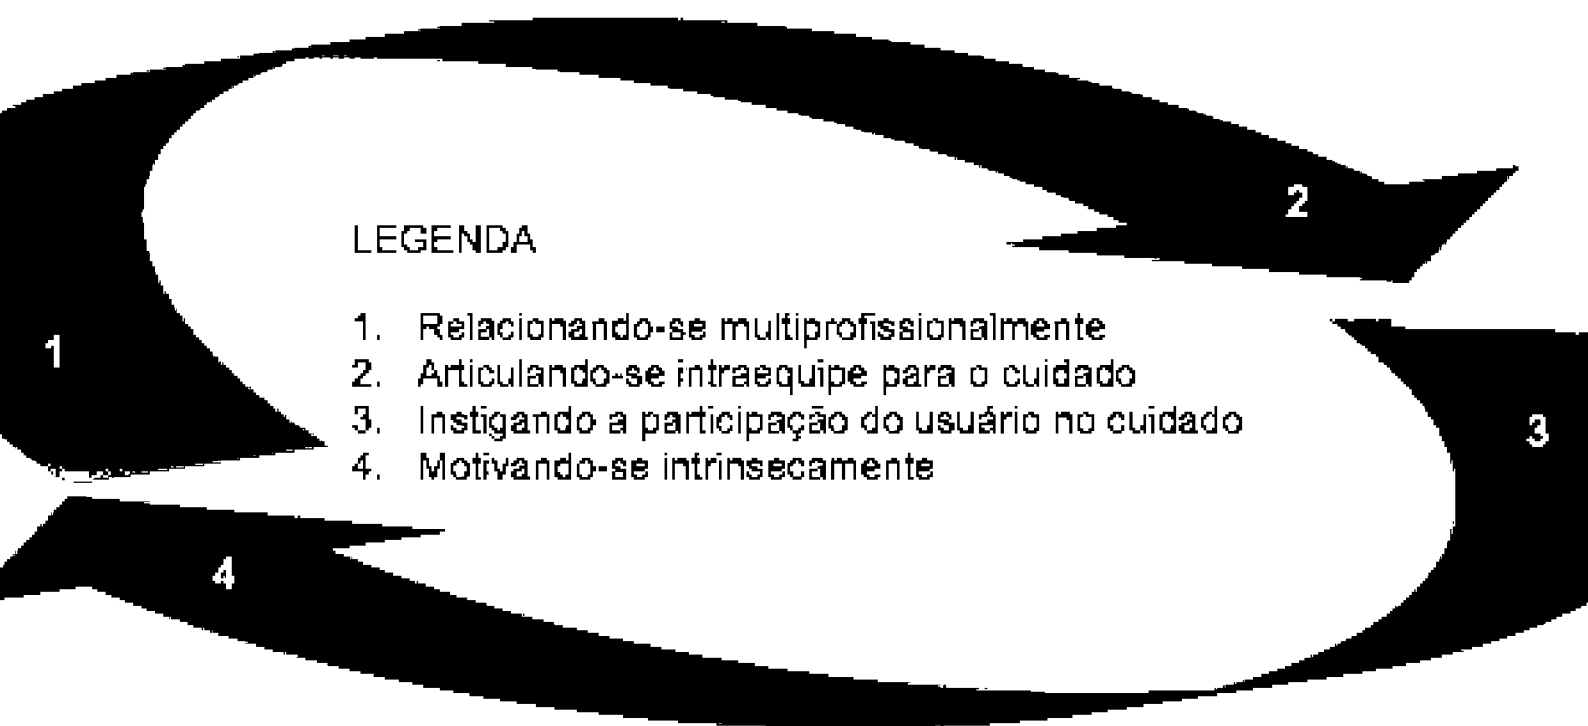 2
LEGENDA
1. Relacionando-se multiprofissionalmente
2. Articulando-se intraequipe para o cuidado
3. Instigando a participação do usuário no cuidado
4. Motivando-se intrinsecamente
1
3
4